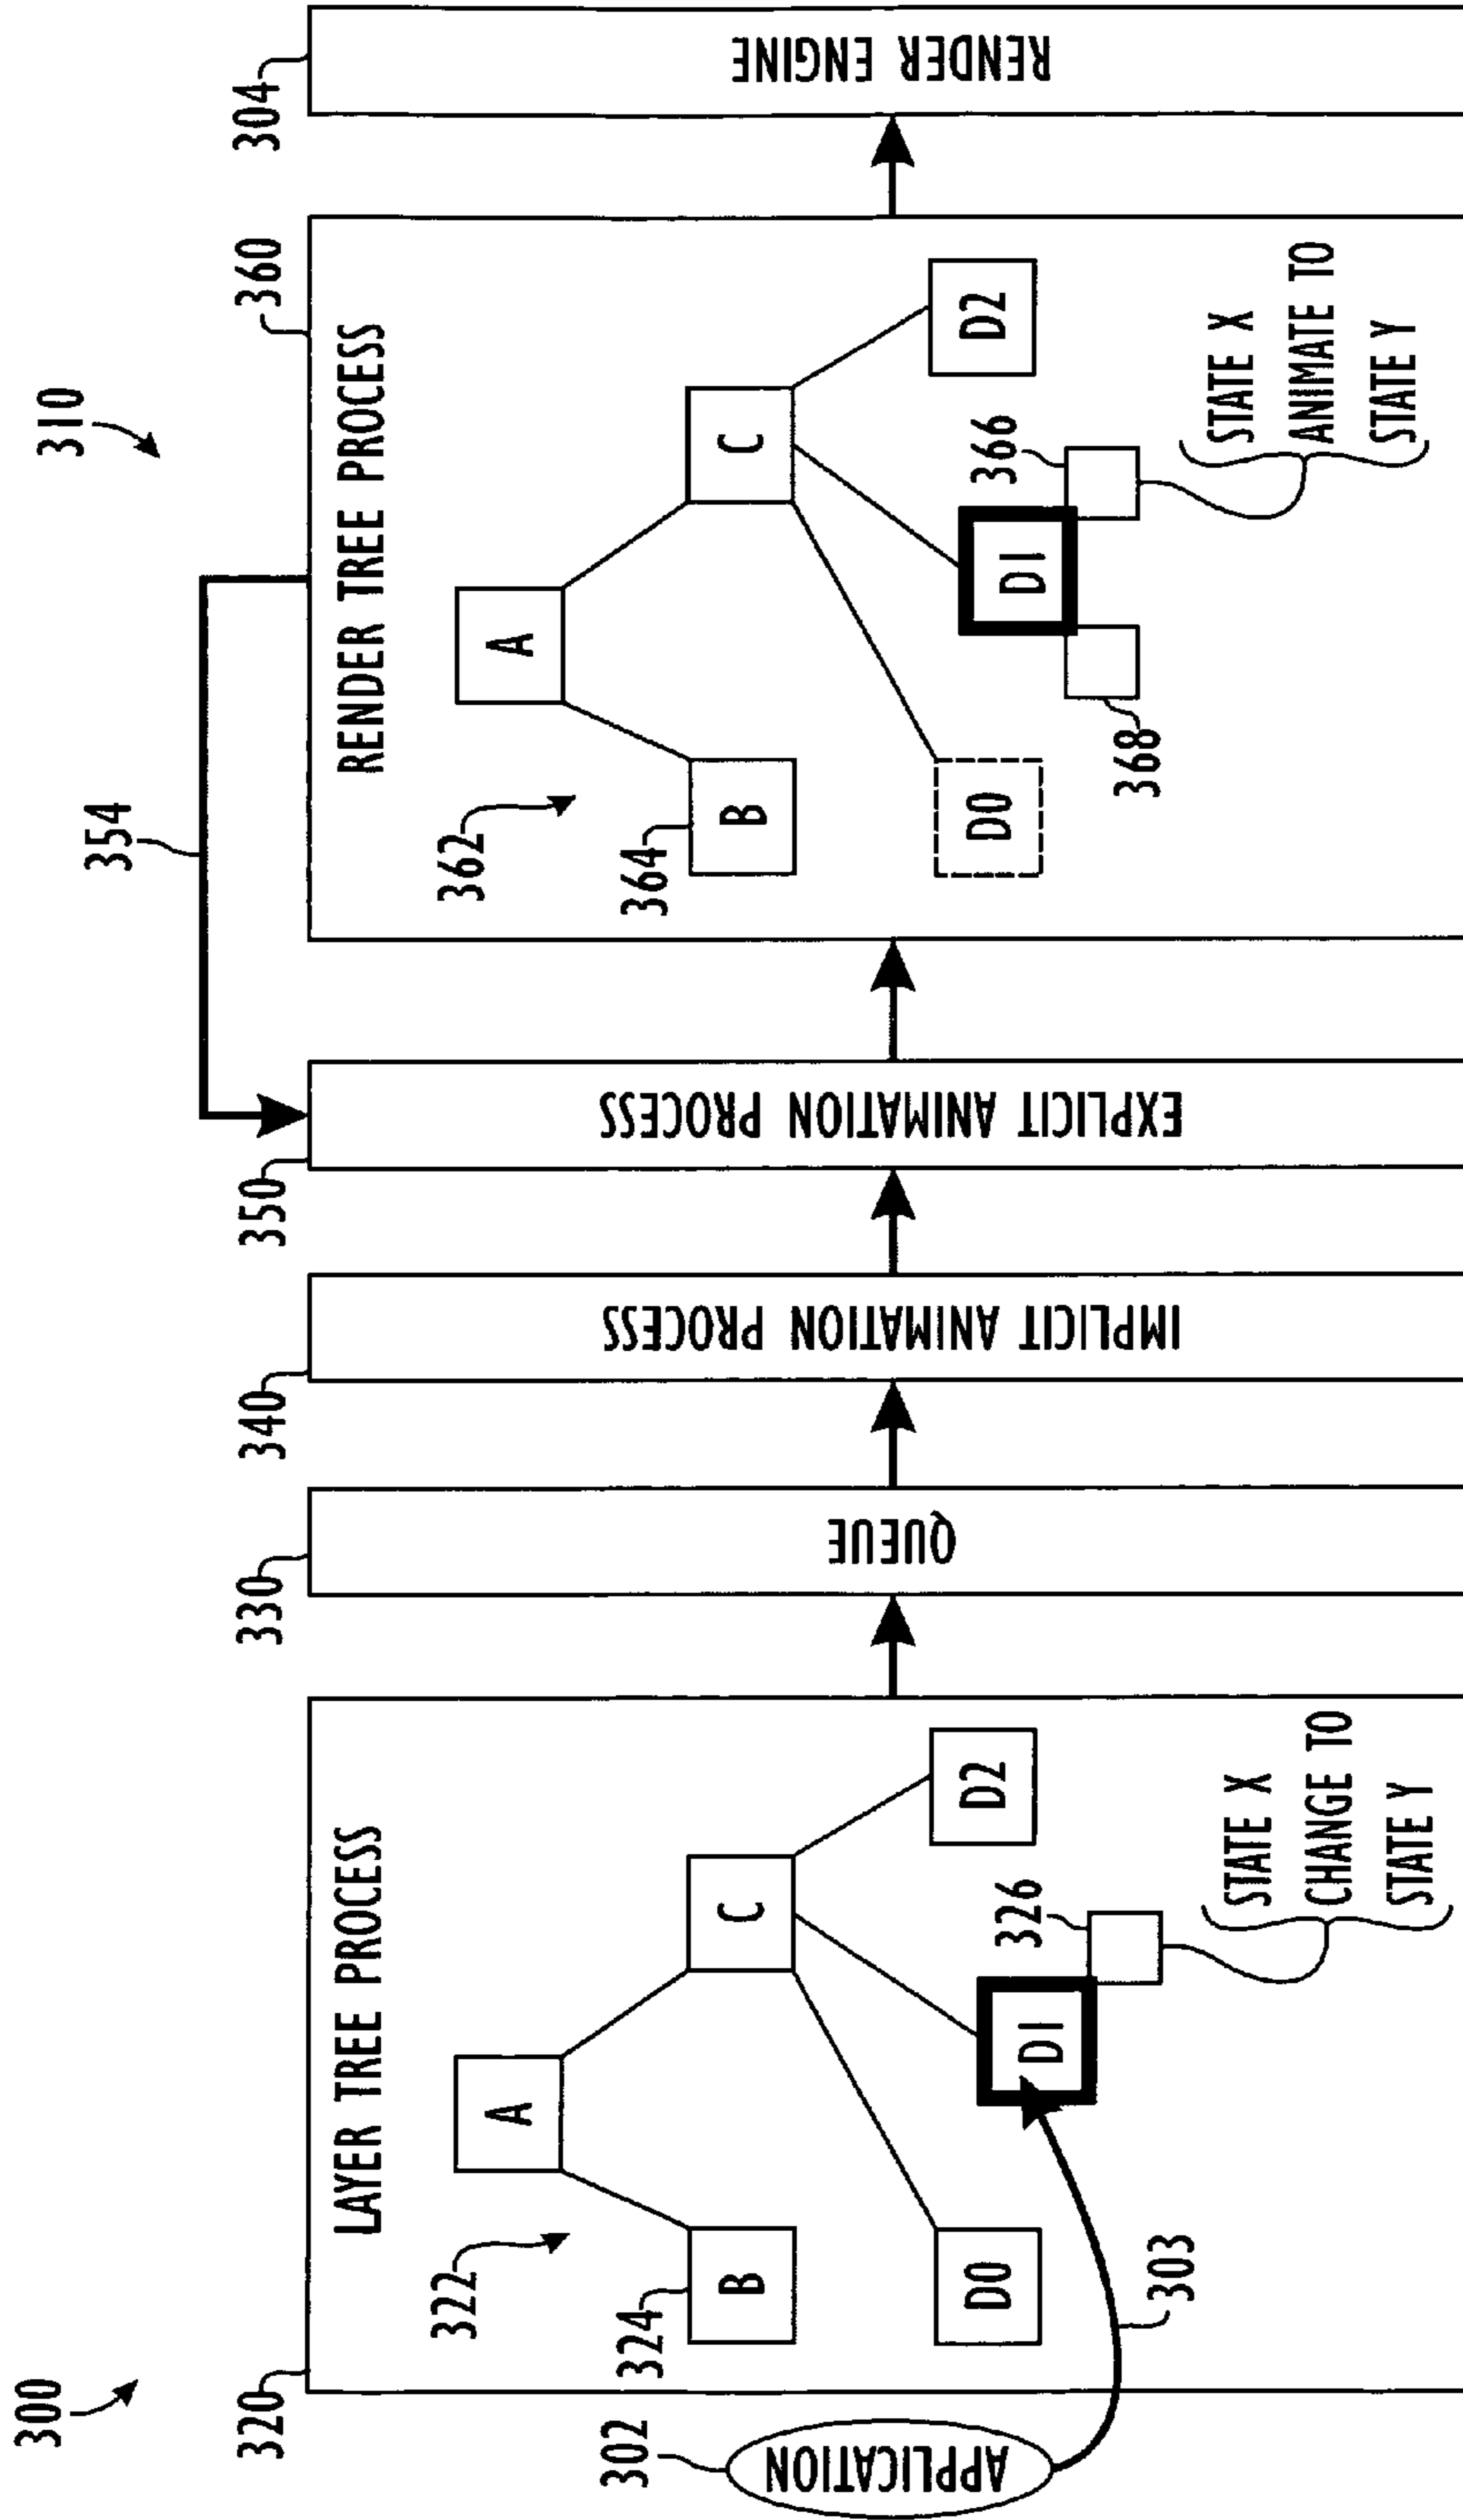 300
310
354
320
330
340
350
360
304
LAYER TREE PROCESS
322
324
A
B
C
D0
D1
D2
326
STATE X
CHANGE TO
STATE Y
302
APPLICATION
303
QUEUE
IMPLICIT ANIMATION PROCESS
EXPLICIT ANIMATION PROCESS
RENDER TREE PROCESS
362
364
A
B
C
D0
D1
D2
366
368
STATE X
ANIMATE TO
STATE Y
RENDER ENGINE